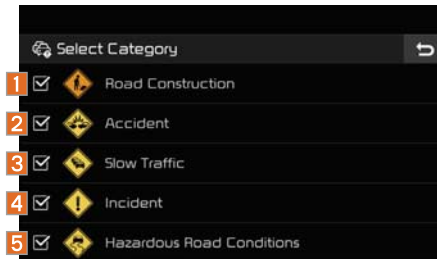 Select Category
1 Road Construction
2 Accident
3 Slow Traffic
4 Incident
5 Hazardous Road Conditions